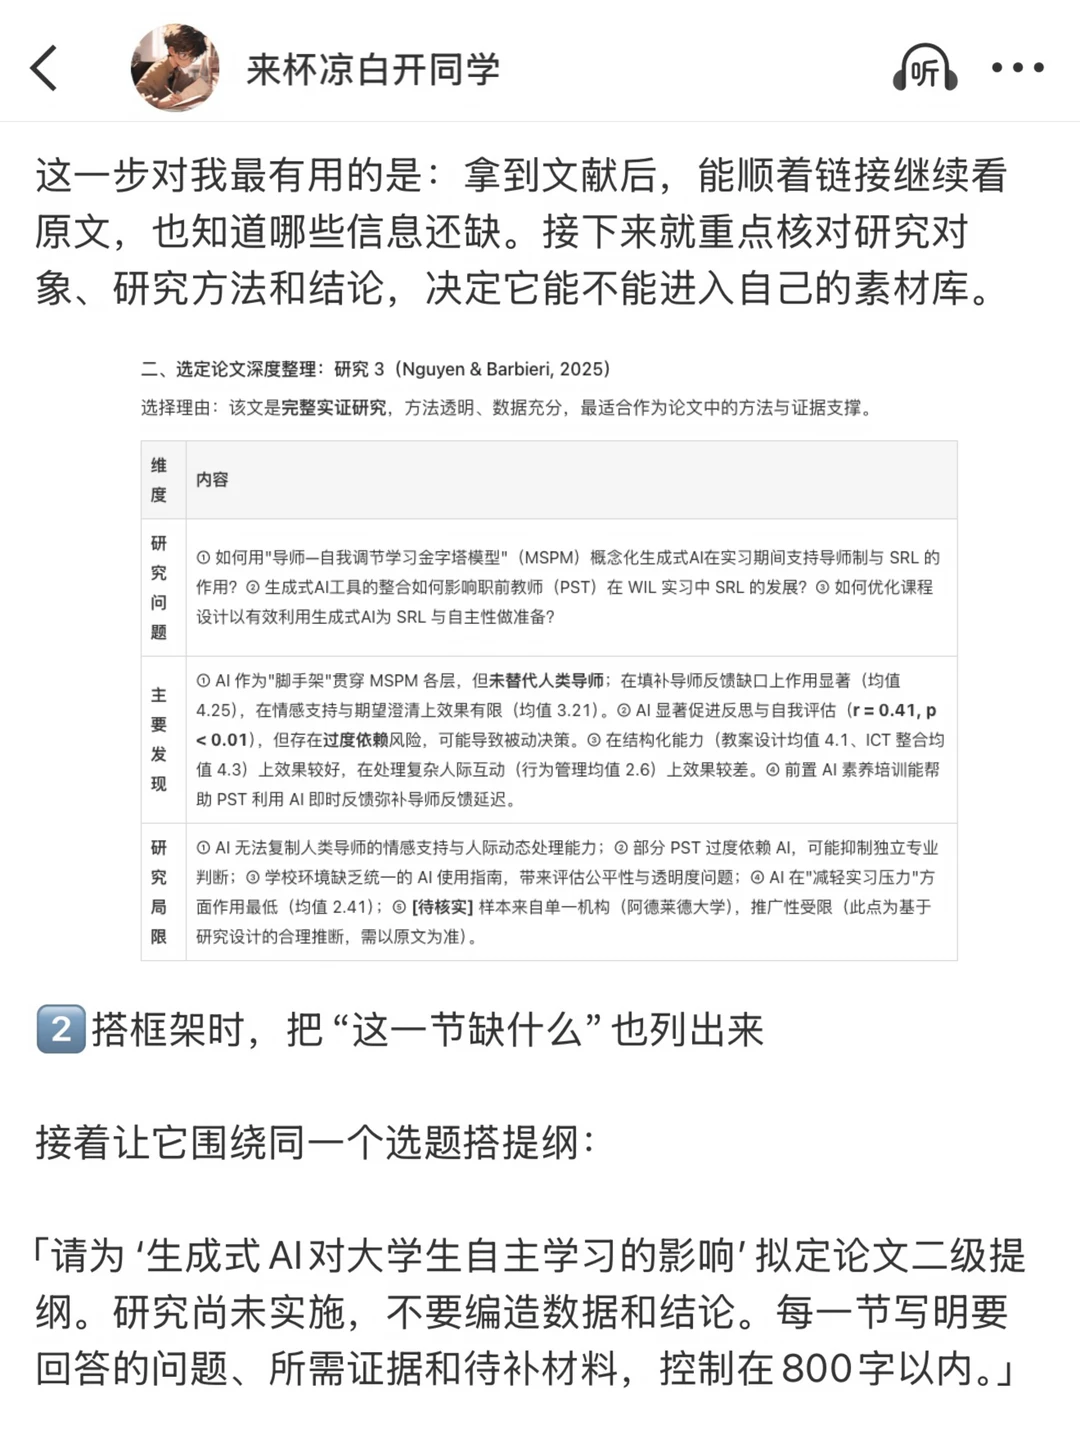 来杯凉白开同学
听
这一步对我最有用的是：拿到文献后，能顺着链接继续看
原文，也知道哪些信息还缺。接下来就重点核对研究对
象、研究方法和结论，决定它能不能进入自己的素材库。
二、选定论文深度整理：研究 3（Nguyen & Barbieri, 2025）
选择理由：该文是完整实证研究，方法透明、数据充分，最适合作为论文中的方法与证据支撑。
维
度
内容
研
究
问
题
① 如何用"导师—自我调节学习金字塔模型"（MSPM）概念化生成式AI在实习期间支持导师制与 SRL 的
作用？② 生成式AI工具的整合如何影响职前教师（PST）在 WIL 实习中 SRL 的发展？③ 如何优化课程
设计以有效利用生成式AI为 SRL 与自主性做准备？
主
要
发
现
① AI 作为"脚手架"贯穿 MSPM 各层，但未替代人类导师；在填补导师反馈缺口上作用显著（均值
4.25），在情感支持与期望澄清上效果有限（均值 3.21）。② AI 显著促进反思与自我评估（r = 0.41, p
< 0.01），但存在过度依赖风险，可能导致被动决策。③ 在结构化能力（教案设计均值 4.1、ICT 整合均
值 4.3）上效果较好，在处理复杂人际互动（行为管理均值 2.6）上效果较差。④ 前置 AI 素养培训能帮
助 PST 利用 AI 即时反馈弥补导师反馈延迟。
研
究
局
限
① AI 无法复制人类导师的情感支持与人际动态处理能力；② 部分 PST 过度依赖 AI，可能抑制独立专业
判断；③ 学校环境缺乏统一的 AI 使用指南，带来评估公平性与透明度问题；④ AI 在"减轻实习压力"方
面作用最低（均值 2.41）；⑤ [待核实] 样本来自单一机构（阿德莱德大学），推广性受限（此点为基于
研究设计的合理推断，需以原文为准）。
2 搭框架时，把“这一节缺什么”也列出来
接着让它围绕同一个选题搭提纲：
「请为‘生成式AI对大学生自主学习的影响’拟定论文二级提
纲。研究尚未实施，不要编造数据和结论。每一节写明要
回答的问题、所需证据和待补材料，控制在800字以内。」